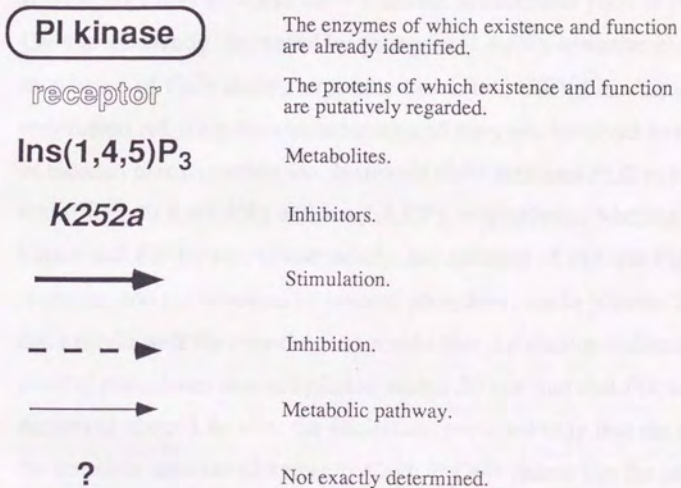 PI kinase The enzymes of which existence and function
are already identified.
receptor The proteins of which existence and function
are putatively regarded.
Ins(1,4,5)P3 Metabolites.
K252a Inhibitors.
Stimulation.
Inhibition.
Metabolic pathway.
? Not exactly determined.